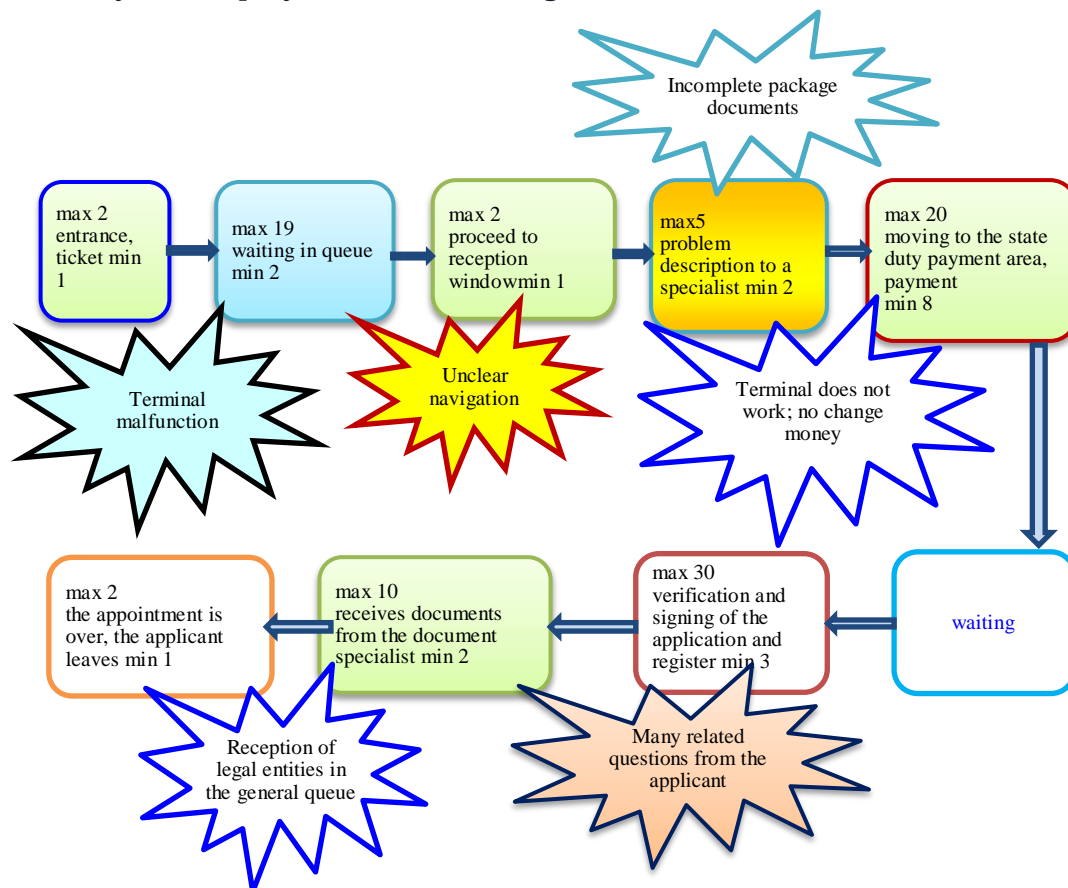 Incomplete package
documents
max 2
entrance,
ticket min
1
max 19
waiting in queue
min 2
max 2
proceed to
reception
windowmin 1
max5
problem
description to a
specialist min 2
max 20
moving to the state
duty payment area,
payment
min 8
Terminal
malfunction
Unclear
navigation
Terminal does not
work; no change
money
max 2
the appointment is
over, the applicant
leaves min 1
max 10
receives documents
from the document
specialist min 2
max 30
verification and
signing of the
application and
register min 3
waiting
Reception of
legal entities in
the general queue
Many related
questions from the
applicant